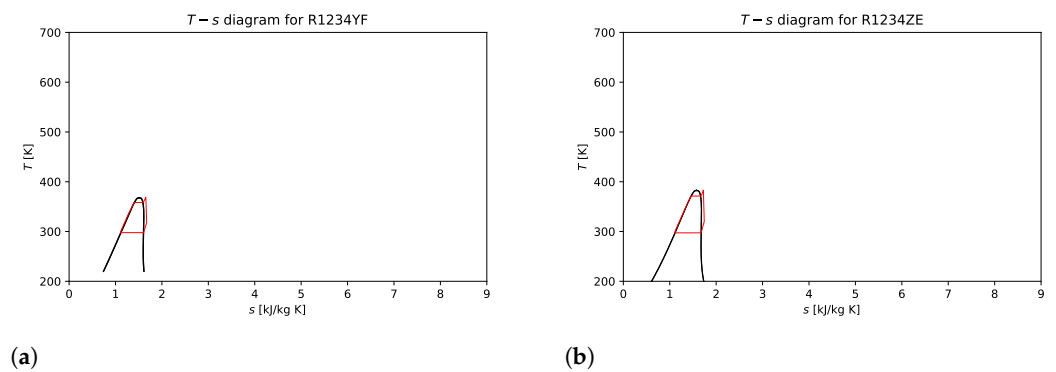 T − s diagram for R1234YF
700
600
500
400
300
200
T [K]
0 1 2 3 4 5 6 7 8 9
s [kJ/kg K]
(a)
T − s diagram for R1234ZE
700
600
500
400
300
200
T [K]
0 1 2 3 4 5 6 7 8 9
s [kJ/kg K]
(b)